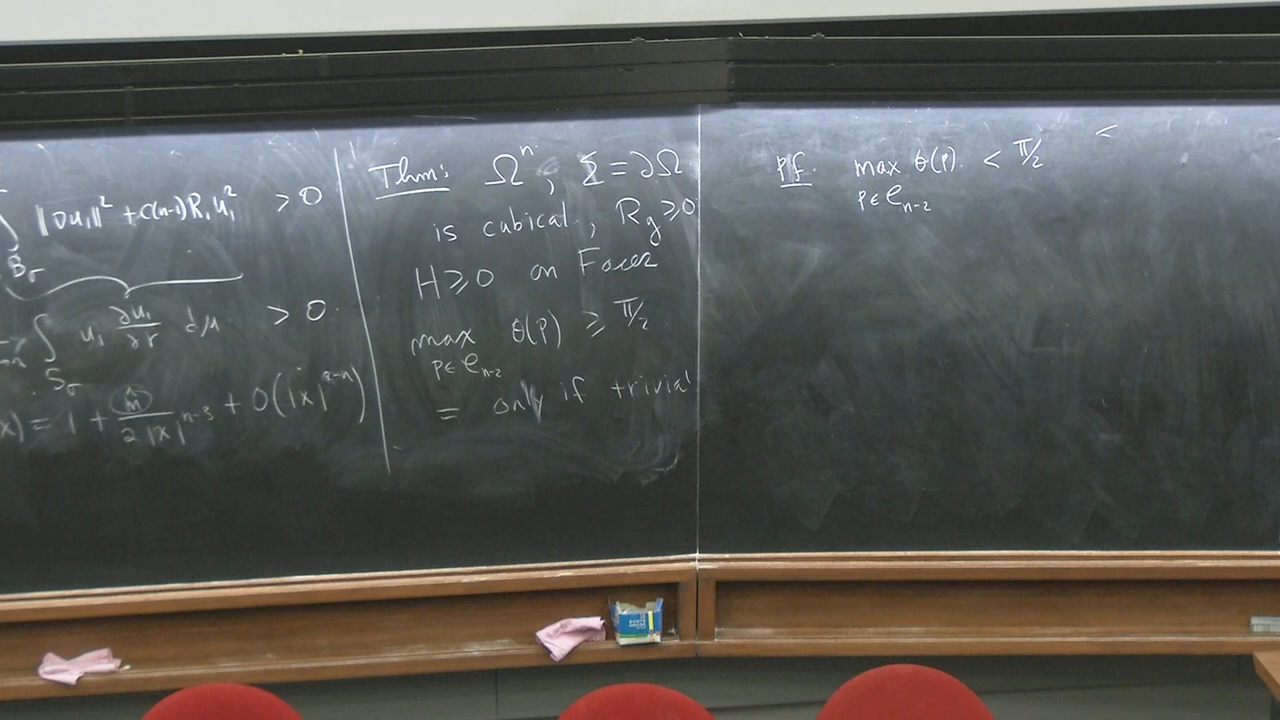 ∫ ‖∇u₁‖² + c(n-1)R₁u₁² > 0
B_σ
∫ u₁ ∂u₁/∂r dμ > 0.
S_σ
(x) = 1 + m̂/2|x|^{n-3} + O(|x|^{2-n})
Thm: Ωⁿ, Σ = ∂Ω
is cubical, R_g ≥ 0
H ≥ 0 on Faces
max θ(p) ≥ π/2
p∈e_{n-2}
= only if trivial
Pf. max θ(p). < π/2 <
p∈e_{n-2}